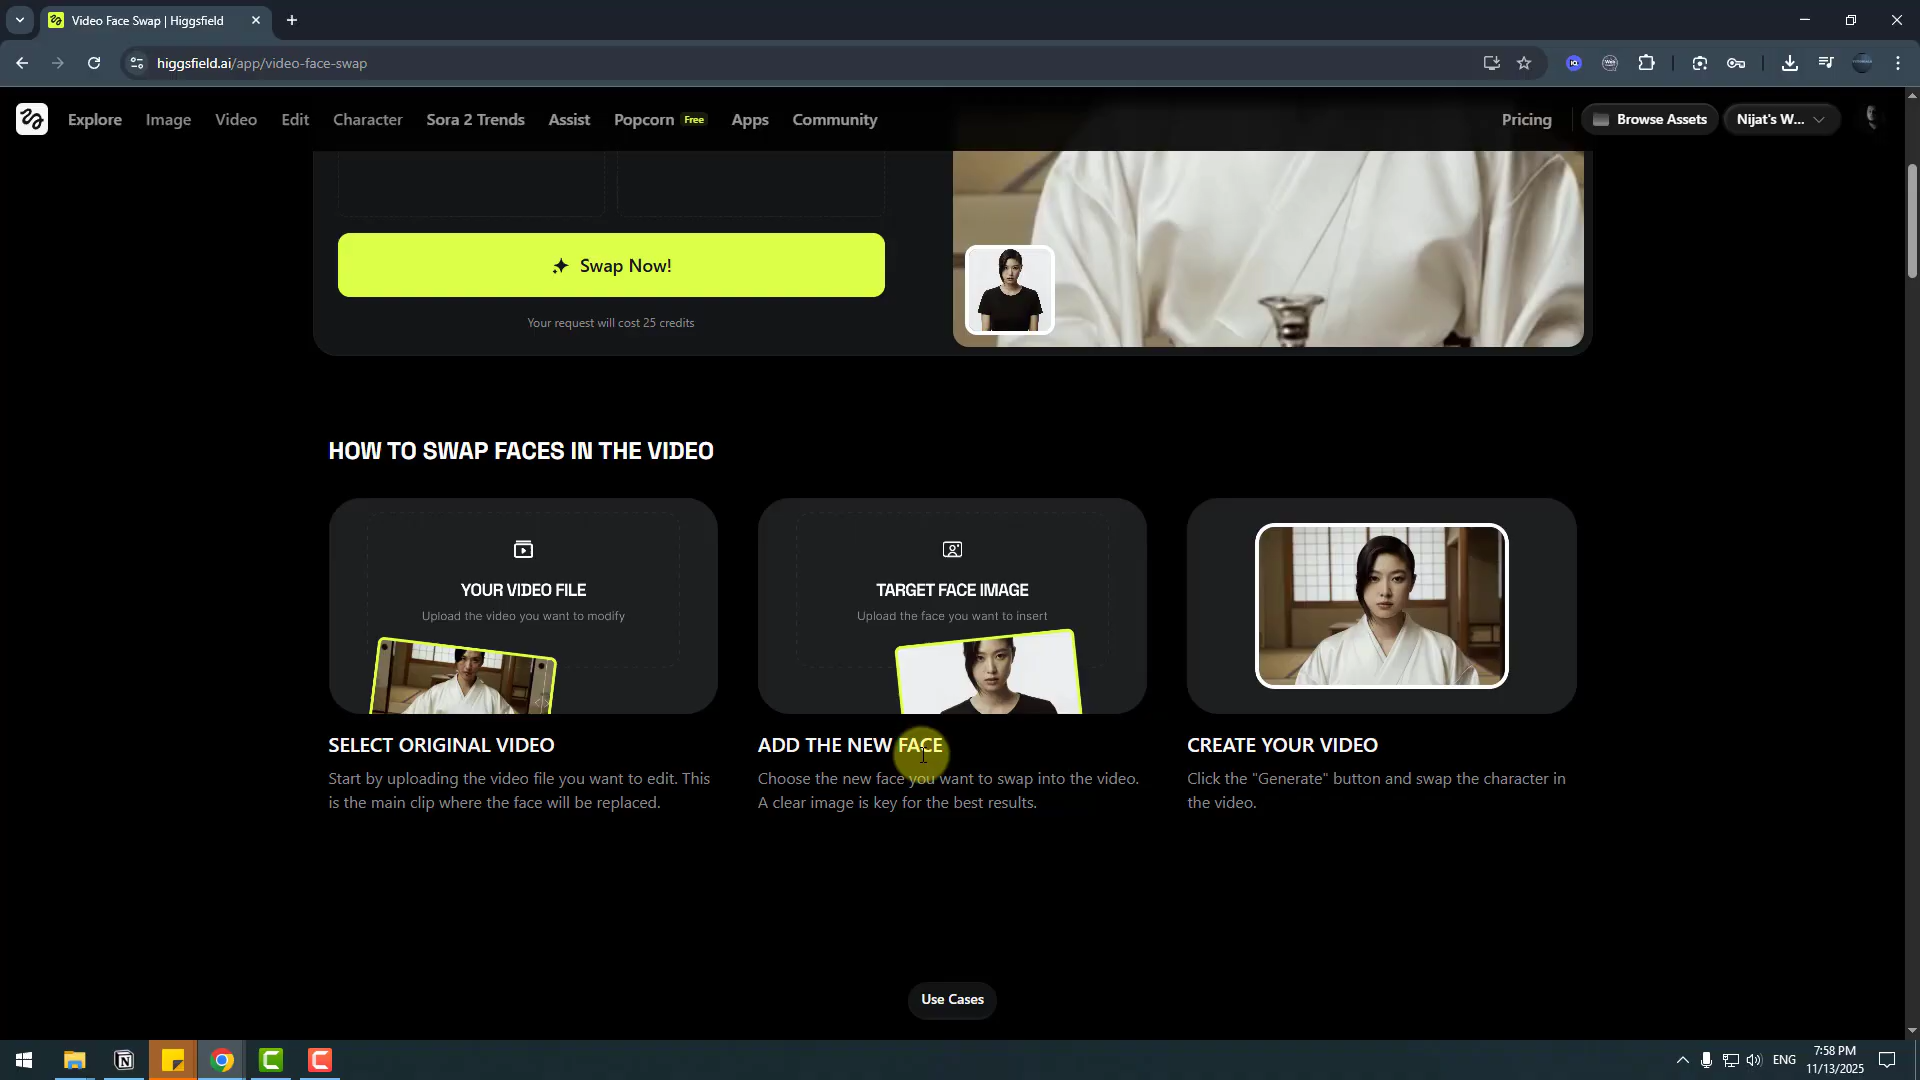 Video Face Swap | Higgsfield
higgsfield.ai/app/video-face-swap
Explore
Image
Video
Edit
Character
Sora 2 Trends
Assist
Popcorn Free
Apps
Community
Pricing
Browse Assets
Nijat's W...
Swap Now!
Your request will cost 25 credits
HOW TO SWAP FACES IN THE VIDEO
YOUR VIDEO FILE
Upload the video you want to modify
SELECT ORIGINAL VIDEO
Start by uploading the video file you want to edit. This
is the main clip where the face will be replaced.
TARGET FACE IMAGE
Upload the face you want to insert
ADD THE NEW FACE
Choose the new face you want to swap into the video.
A clear image is key for the best results.
CREATE YOUR VIDEO
Click the "Generate" button and swap the character in
the video.
Use Cases
ENG
7:58 PM
11/13/2025